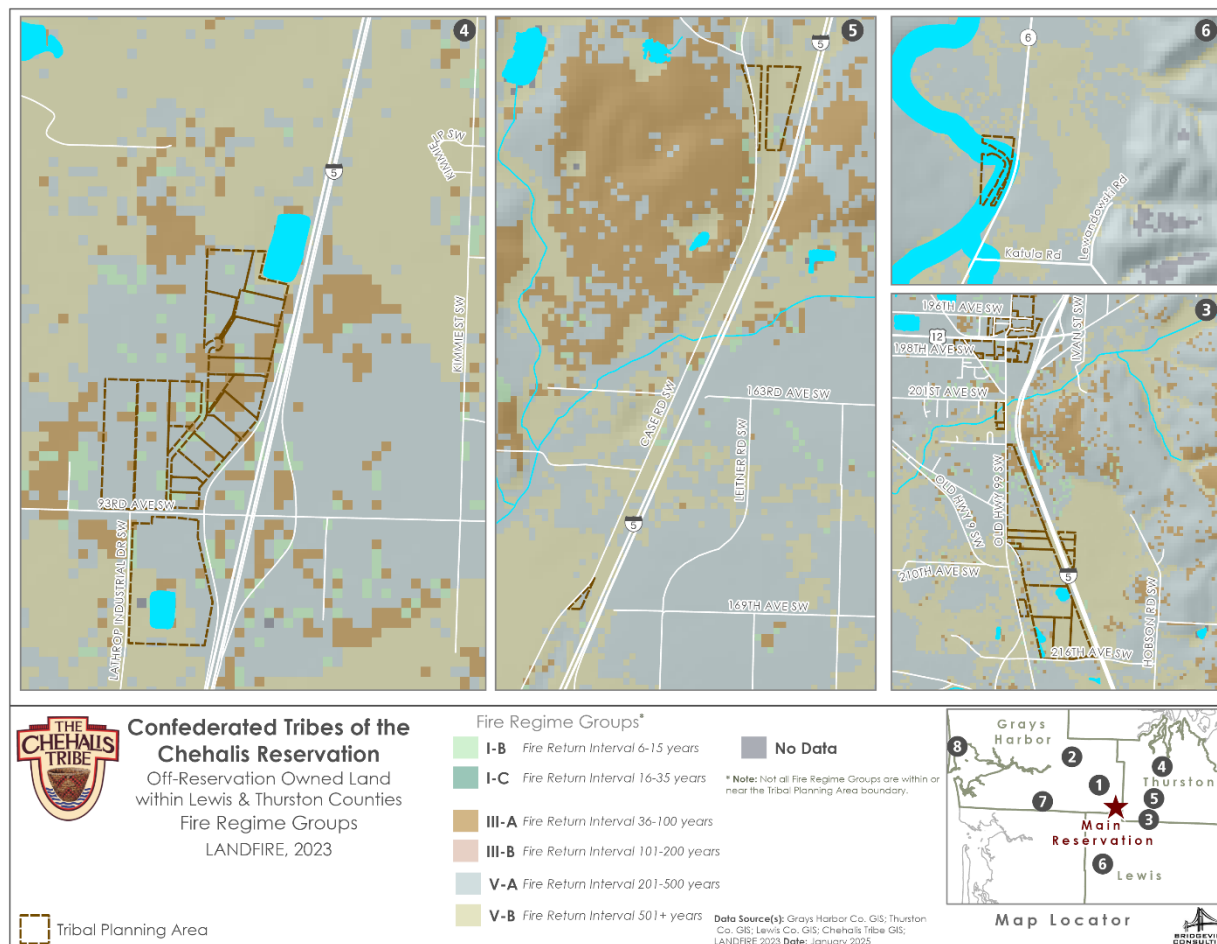 4
5
KIMMIE LP SW
KIMMIE ST SW
93RD AVE SW
LATHROP INDUSTRIAL DR SW
5
5
CASE RD SW
163RD AVE SW
LEITNER RD SW
5
169TH AVE SW
6
6
Lewandowski Rd
Katula Rd
3
196TH AVE SW
12
198TH AVE SW
IVAN ST SW
201ST AVE SW
OLD HWY 9 SW
OLD HWY 99 SW
210TH AVE SW
5
HOBSON RD SW
216TH AVE SW
THE
CHEHALIS
TRIBE
Confederated Tribes of the
Chehalis Reservation
Off-Reservation Owned Land
within Lewis & Thurston Counties
Fire Regime Groups
LANDFIRE, 2023
Tribal Planning Area
Fire Regime Groups*
I-B Fire Return Interval 6-15 years
I-C Fire Return Interval 16-35 years
III-A Fire Return Interval 36-100 years
III-B Fire Return Interval 101-200 years
V-A Fire Return Interval 201-500 years
V-B Fire Return Interval 501+ years
No Data
* Note: Not all Fire Regime Groups are within or
near the Tribal Planning Area boundary.
Data Source(s): Grays Harbor Co. GIS; Thurston
Co. GIS; Lewis Co. GIS; Chehalis Tribe GIS;
LANDFIRE 2023 Date: January 2025
Grays
Harbor
8
2
4
Thurston
1
5
7
3
Main
Reservation
6
Lewis
Map Locator